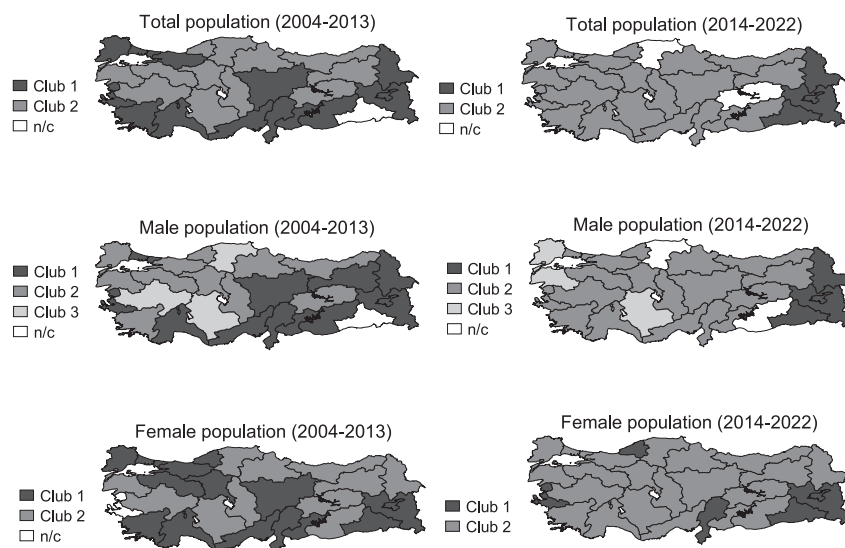 Total population (2004-2013)
Club 1
Club 2
n/c
Total population (2014-2022)
Club 1
Club 2
n/c
Male population (2004-2013)
Club 1
Club 2
Club 3
n/c
Male population (2014-2022)
Club 1
Club 2
Club 3
n/c
Female population (2004-2013)
Club 1
Club 2
n/c
Female population (2014-2022)
Club 1
Club 2